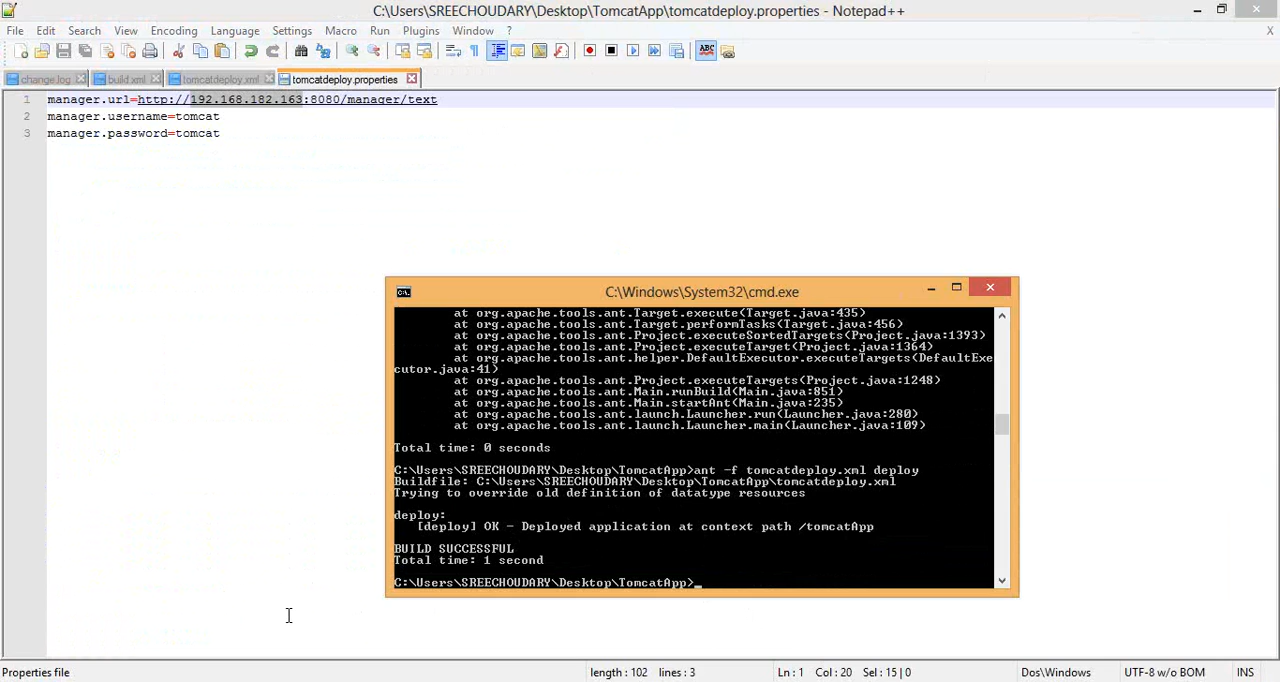 C:\Users\SREECHOUDARY\Desktop\TomcatApp\tomcatdeploy.properties - Notepad++
File Edit Search View Encoding Language Settings Macro Run Plugins Window ? X
change.log build.xml tomcatdeploy.xml tomcatdeploy.properties
1 manager.url=http://192.168.182.163:8080/manager/text
2 manager.username=tomcat
3 manager.password=tomcat
C:\Windows\System32\cmd.exe
at org.apache.tools.ant.Target.execute(Target.java:435)
at org.apache.tools.ant.Target.performTasks(Target.java:456)
at org.apache.tools.ant.Project.executeSortedTargets(Project.java:1393)
at org.apache.tools.ant.Project.executeTarget(Project.java:1364)
at org.apache.tools.ant.helper.DefaultExecutor.executeTargets(DefaultExe
cutor.java:41)
at org.apache.tools.ant.Project.executeTargets(Project.java:1248)
at org.apache.tools.ant.Main.runBuild(Main.java:851)
at org.apache.tools.ant.Main.startAnt(Main.java:235)
at org.apache.tools.ant.launch.Launcher.run(Launcher.java:280)
at org.apache.tools.ant.launch.Launcher.main(Launcher.java:109)
Total time: 0 seconds
C:\Users\SREECHOUDARY\Desktop\TomcatApp>ant -f tomcatdeploy.xml deploy
Buildfile: C:\Users\SREECHOUDARY\Desktop\TomcatApp\tomcatdeploy.xml
Trying to override old definition of datatype resources
deploy:
[deploy] OK - Deployed application at context path /tomcatApp
BUILD SUCCESSFUL
Total time: 1 second
C:\Users\SREECHOUDARY\Desktop\TomcatApp>_
Properties file length : 102 lines : 3 Ln : 1 Col : 20 Sel : 15 | 0 Dos\Windows UTF-8 w/o BOM INS